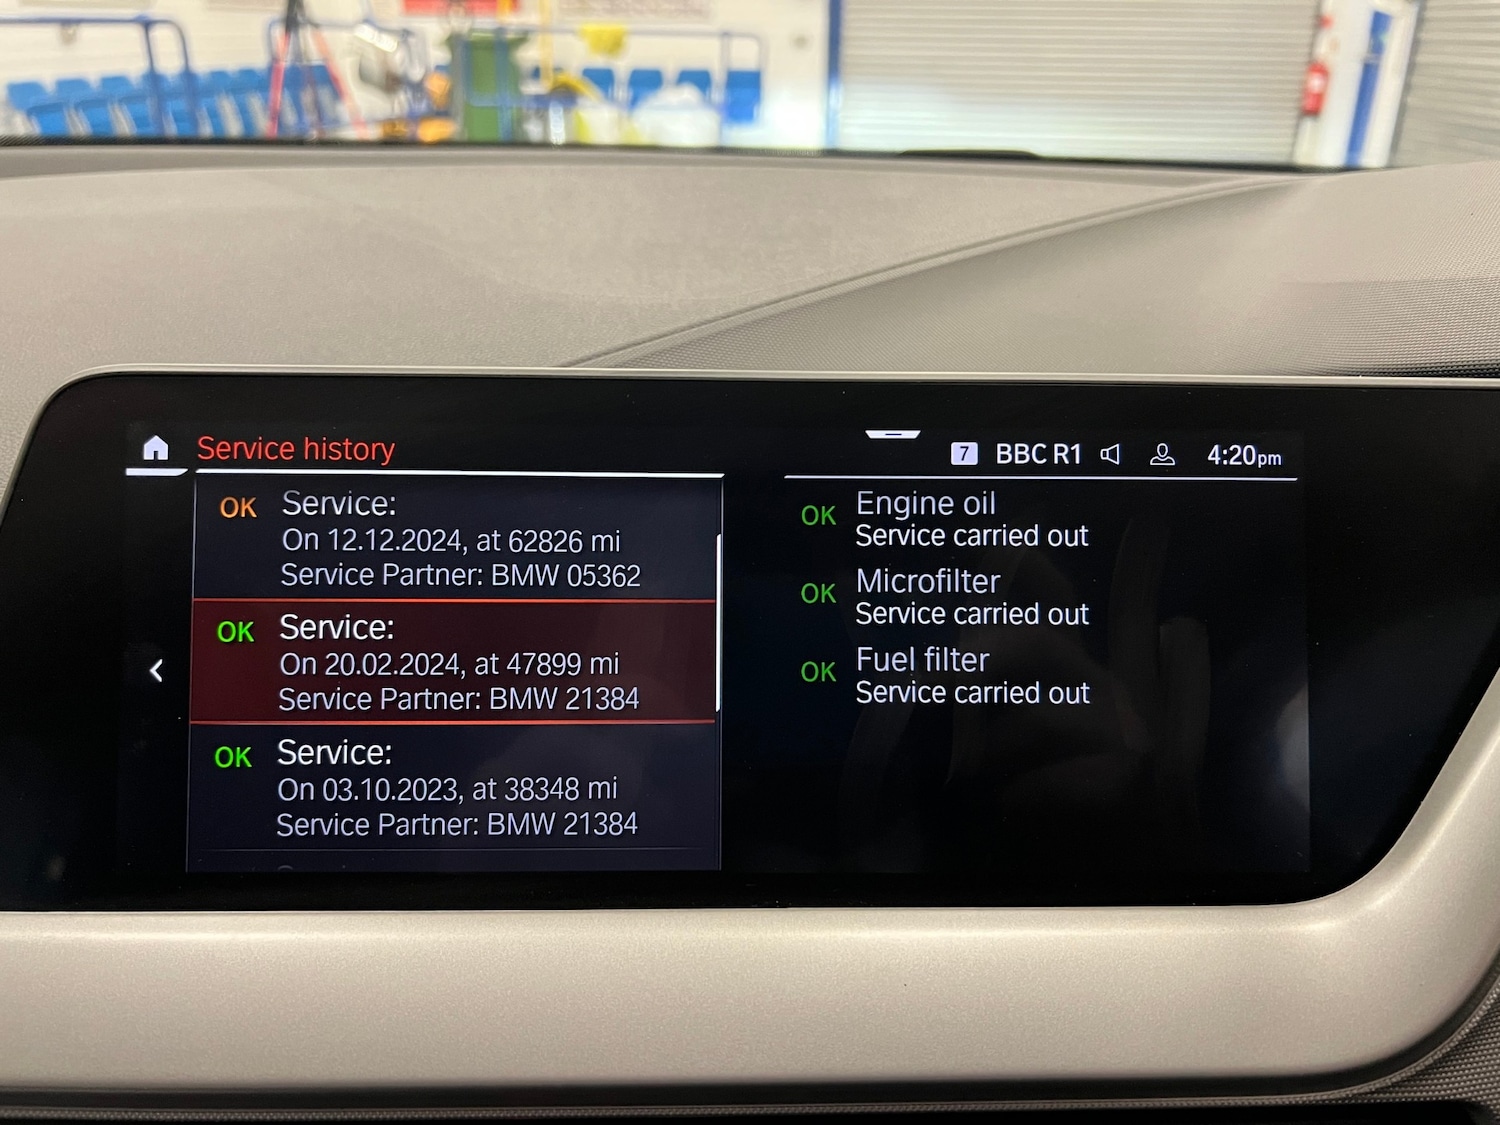 Service history
7 BBC R1 4:20pm
OK Service:
On 12.12.2024, at 62826 mi
Service Partner: BMW 05362
OK Service:
On 20.02.2024, at 47899 mi
Service Partner: BMW 21384
OK Service:
On 03.10.2023, at 38348 mi
Service Partner: BMW 21384
OK Engine oil
Service carried out
OK Microfilter
Service carried out
OK Fuel filter
Service carried out